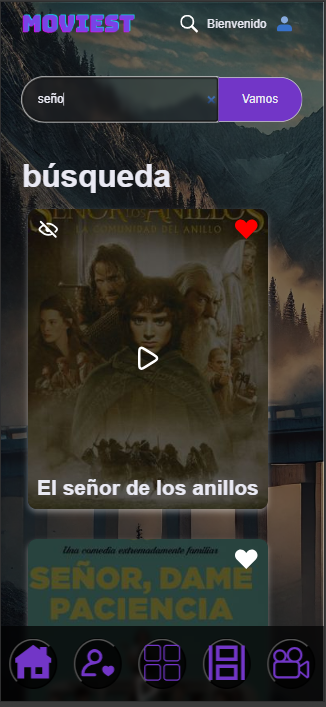 MOVIEST
Bienvenido
seño
Vamos
búsqueda
SEÑOR DE LOS ANILLOS
LA COMUNIDAD DEL ANILLO
El señor de los anillos
Una comedia extremadamente familiar
SEÑOR, DAME
PACIENCIA